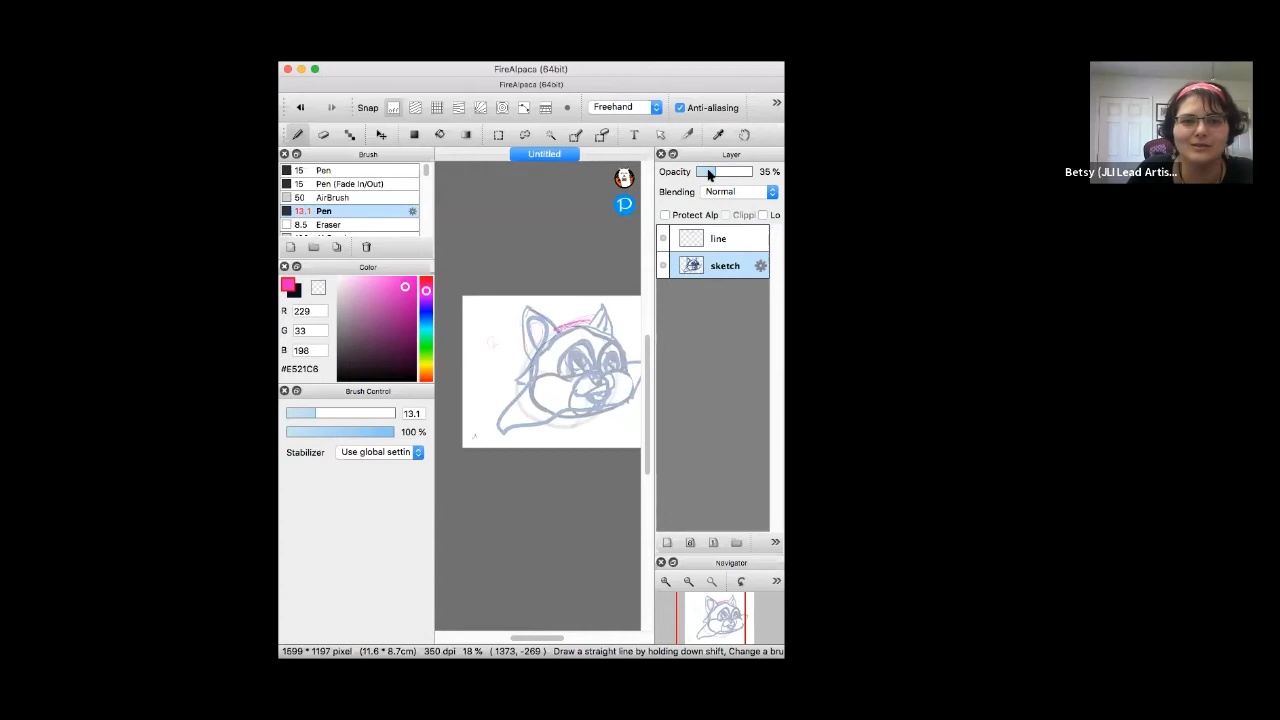 FireAlpaca (64bit)
FireAlpaca (64bit)
Snap
Freehand
Anti-aliasing
T
Brush
Untitled
Layer
15 Pen
15 Pen (Fade In/Out)
50 AirBrush
13.1 Pen
8.5 Eraser
Opacity 35 %
Blending Normal
Protect Alp Clippi Lo
line
sketch
Color
R 229
G 33
B 198
#E521C6
Brush Control
13.1
100 %
Stabilizer Use global settin
Navigator
1599 * 1197 pixel (11.6 * 8.7cm) 350 dpi 18 % ( 1373, -269 ) Draw a straight line by holding down shift, Change a bru
Betsy (JLI Lead Artis...